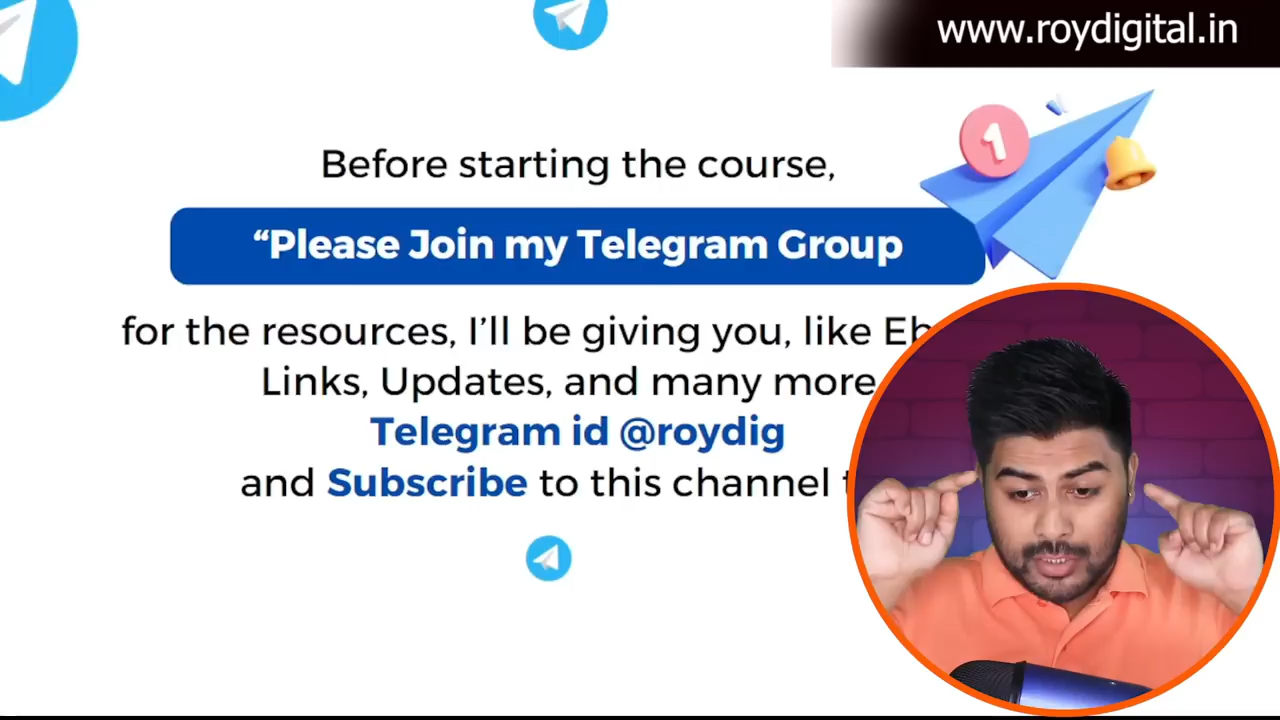 www.roydigital.in
1
Before starting the course,
“Please Join my Telegram Group
for the resources, I’ll be giving you, like
Links, Updates, and many more
Telegram id @roydig
and Subscribe to this channel